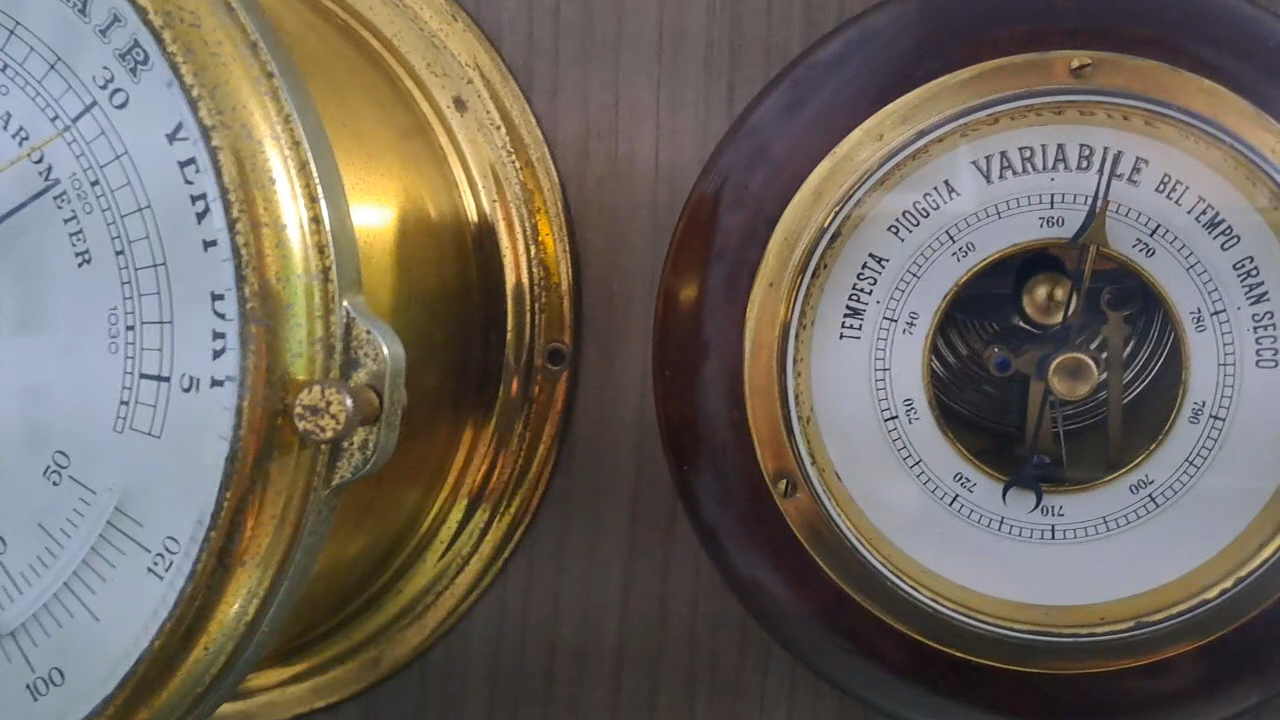 AIR
30
VERY DRY
BAROMETER
1020
1030
5
50
120
100
TEMPESTA PIOGGIA VARIABILE BEL TEMPO GRAN SECCO
710 720 730 740 750 760 770 780 790 700